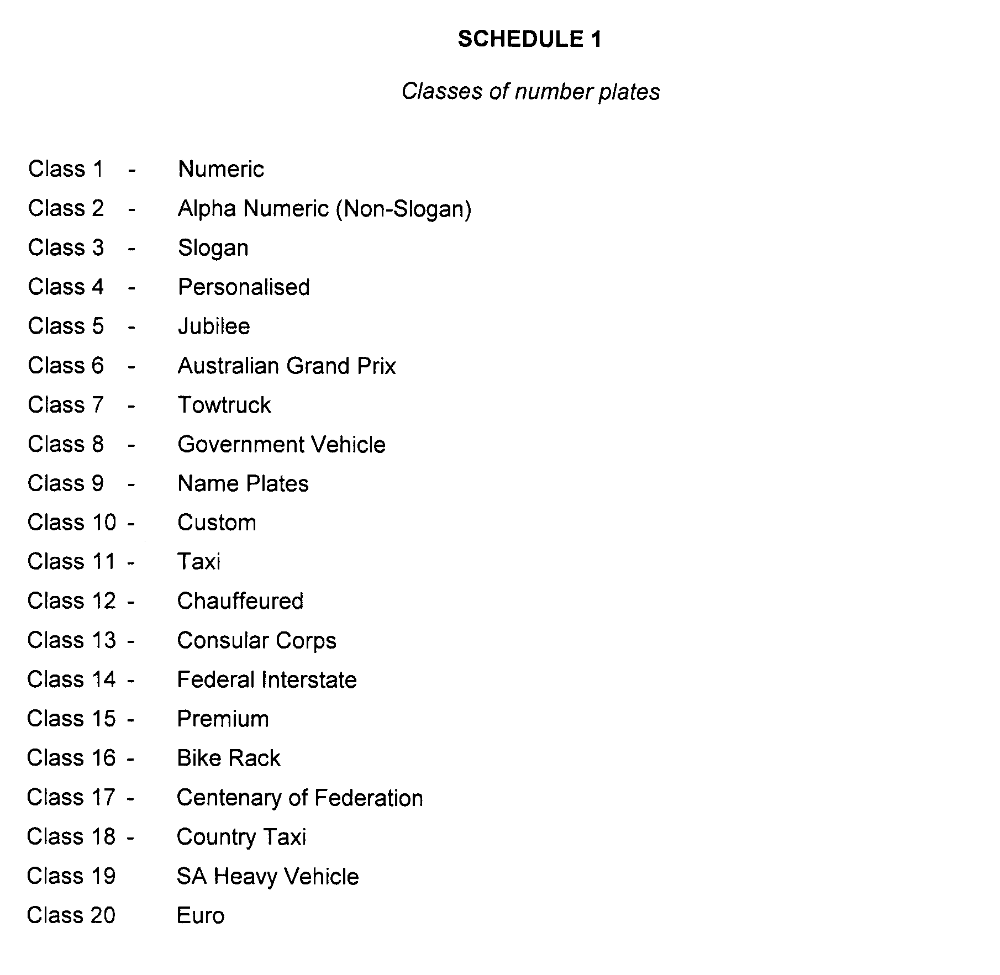 SCHEDULE 1
Classes of number plates
Class 1 - Numeric
Class 2 - Alpha Numeric (Non-Slogan)
Class 3 - Slogan
Class 4 - Personalised
Class 5 - Jubilee
Class 6 - Australian Grand Prix
Class 7 - Towtruck
Class 8 - Government Vehicle
Class 9 - Name Plates
Class 10 - Custom
Class 11 - Taxi
Class 12 - Chauffeured
Class 13 - Consular Corps
Class 14 - Federal Interstate
Class 15 - Premium
Class 16 - Bike Rack
Class 17 - Centenary of Federation
Class 18 - Country Taxi
Class 19 SA Heavy Vehicle
Class 20 Euro